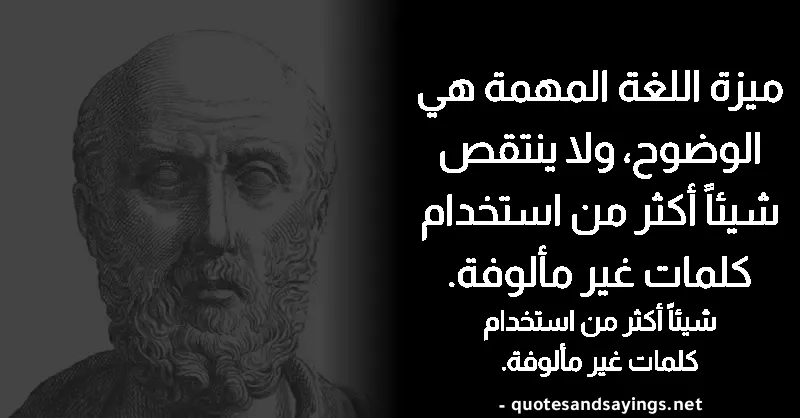 ميزة اللغة المهمة هي
الوضوح، ولا ينتقص
شيئاً أكثر من استخدام
كلمات غير مألوفة.
شيئاً أكثر من استخدام
كلمات غير مألوفة.
- quotesandsayings.net